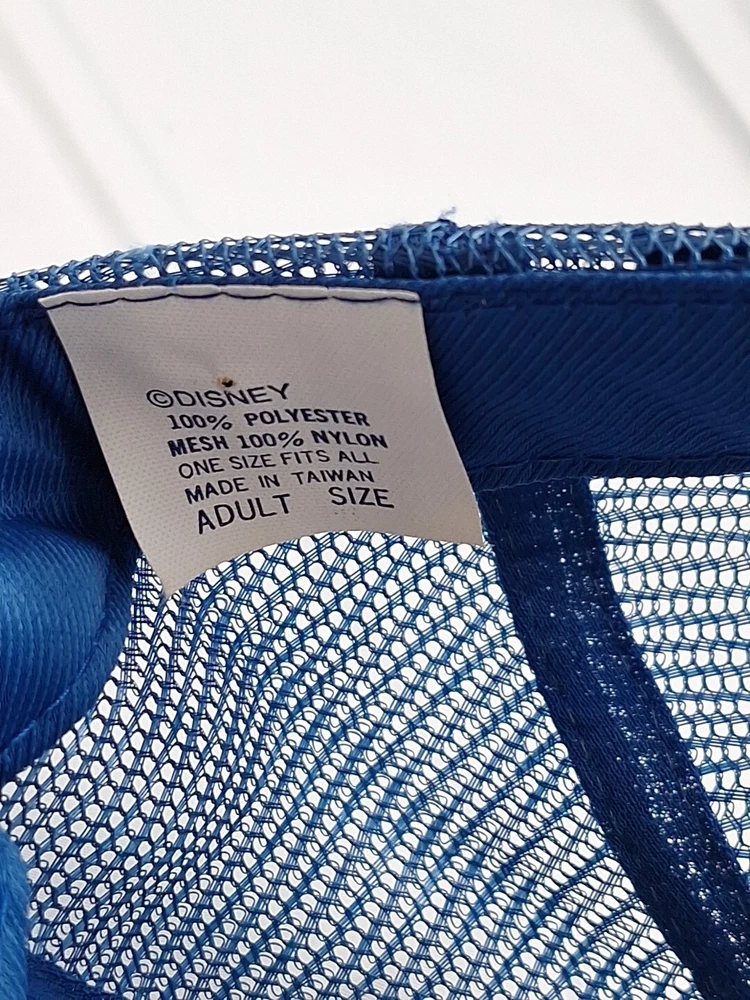 ©DISNEY
100% POLYESTER
MESH 100% NYLON
ONE SIZE FITS ALL
MADE IN TAIWAN
ADULT SIZE